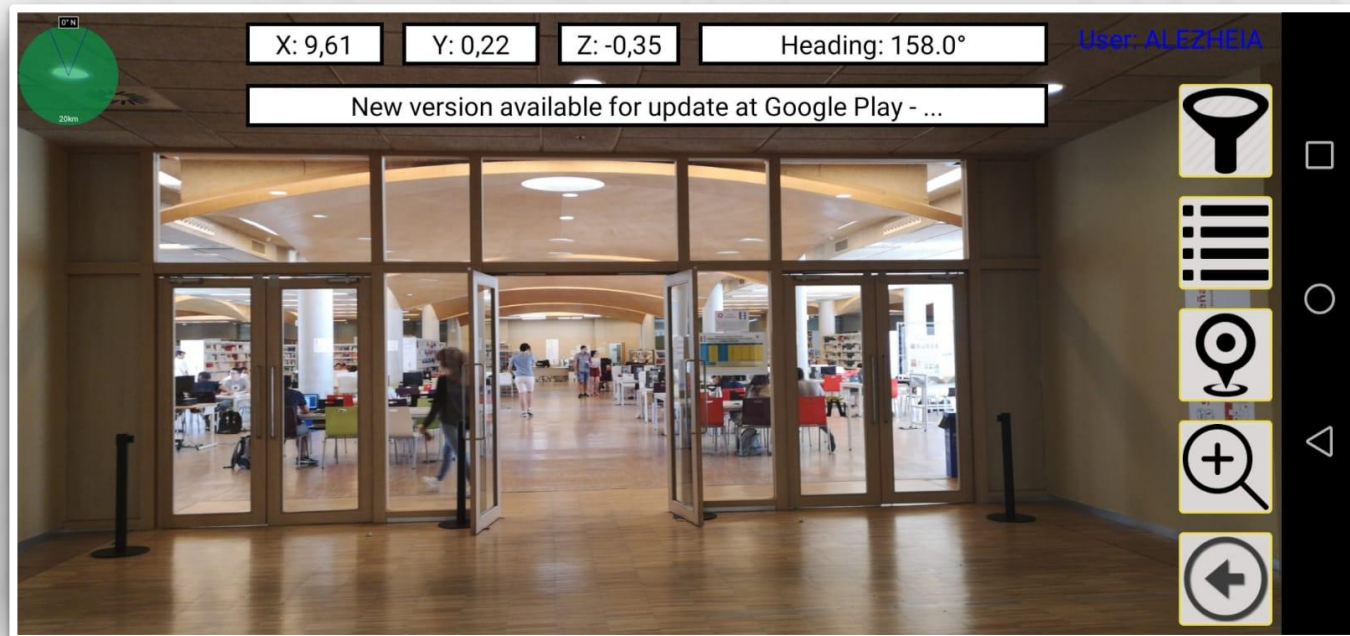 0° N
X: 9,61
Y: 0,22
Z: -0,35
Heading: 158.0°
User: ALEZHEIA
New version available for update at Google Play - ...
20km